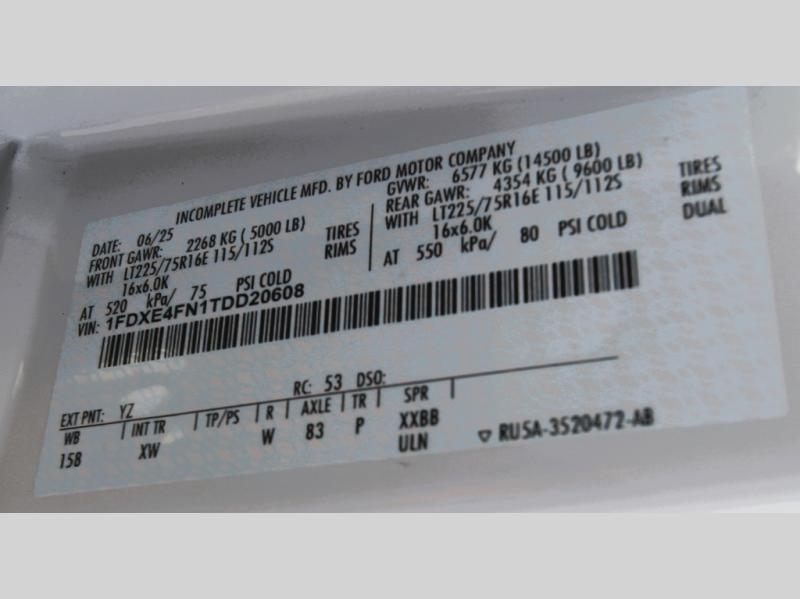 INCOMPLETE VEHICLE MFD. BY FORD MOTOR COMPANY
DATE: 06/25
GVWR: 6577 KG (14500 LB)
FRONT GAWR: 2268 KG ( 5000 LB)
REAR GAWR: 4354 KG ( 9600 LB)
WITH LT225/75R16E 115/112S TIRES
16x6.0K RIMS
AT 520 kPa/ 75 PSI COLD
WITH LT225/75R16E 115/112S TIRES
16x6.0K RIMS
AT 550 kPa/ 80 PSI COLD DUAL
VIN: 1FDXE4FN1TDD20608
EXT PNT: YZ RC: 53 DSO:
WB INT TR TP/PS R AXLE TR SPR
158 XW W 83 P XXBB
ULN RUSA-3520472-AB